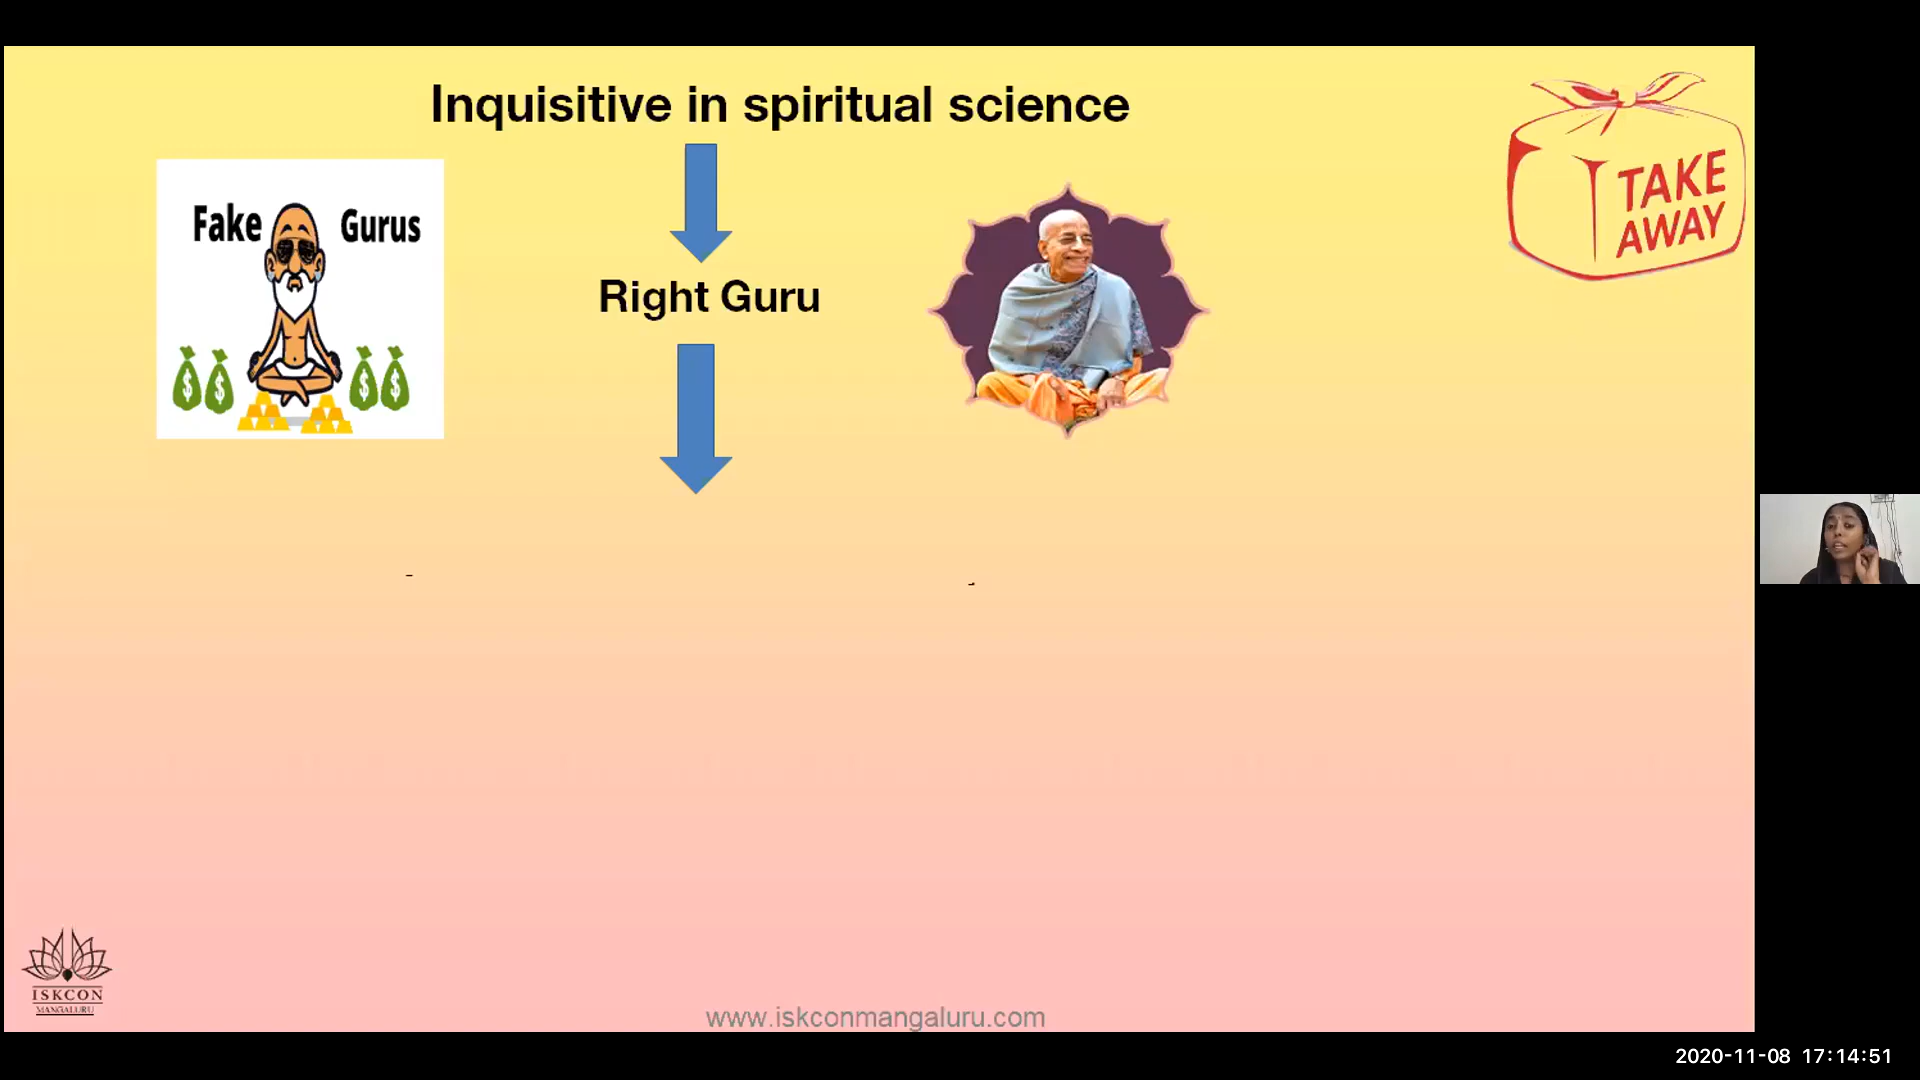 Inquisitive in spiritual science
Fake Gurus
$ $ $ $
Right Guru
TAKE
AWAY
ISKCON
MANGALURU
www.iskconmangaluru.com
2020-11-08 17:14:51